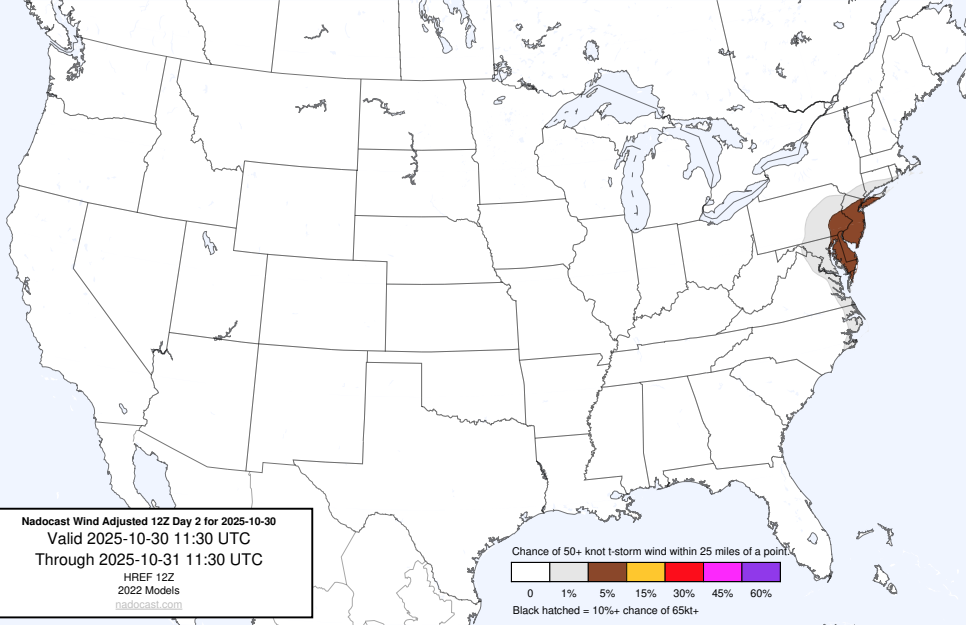 Nadocast Wind Adjusted 12Z Day 2 for 2025-10-30
Valid 2025-10-30 11:30 UTC
Through 2025-10-31 11:30 UTC
HREF 12Z
2022 Models
nadocast.com
Chance of 50+ knot t-storm wind within 25 miles of a point.
0 1% 5% 15% 30% 45% 60%
Black hatched = 10%+ chance of 65kt+